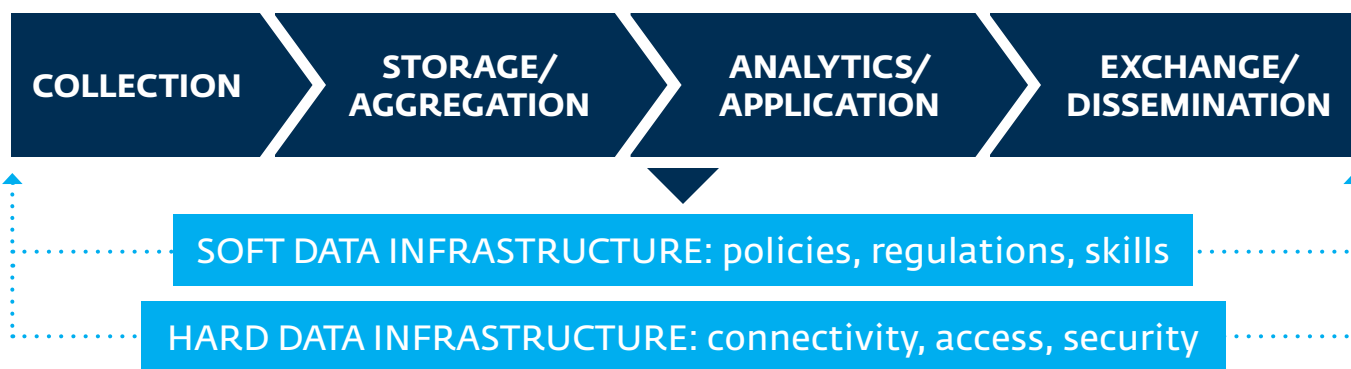 COLLECTION
STORAGE/
AGGREGATION
ANALYTICS/
APPLICATION
EXCHANGE/
DISSEMINATION
SOFT DATA INFRASTRUCTURE: policies, regulations, skills
HARD DATA INFRASTRUCTURE: connectivity, access, security